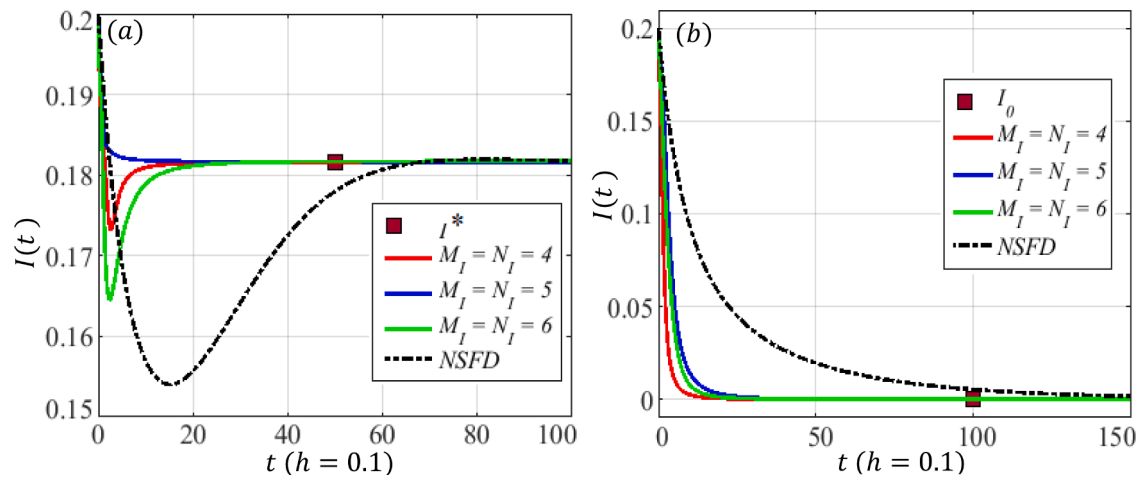 (a)
0.2
0.19
0.18
0.17
0.16
0.15
I(t)
I*
M_I = N_I = 4
M_I = N_I = 5
M_I = N_I = 6
NSFD
0 20 40 60 80 100
t (h = 0.1)
(b)
0.2
0.15
0.1
0.05
0
I(t)
I_0
M_I = N_I = 4
M_I = N_I = 5
M_I = N_I = 6
NSFD
0 50 100 150
t (h = 0.1)